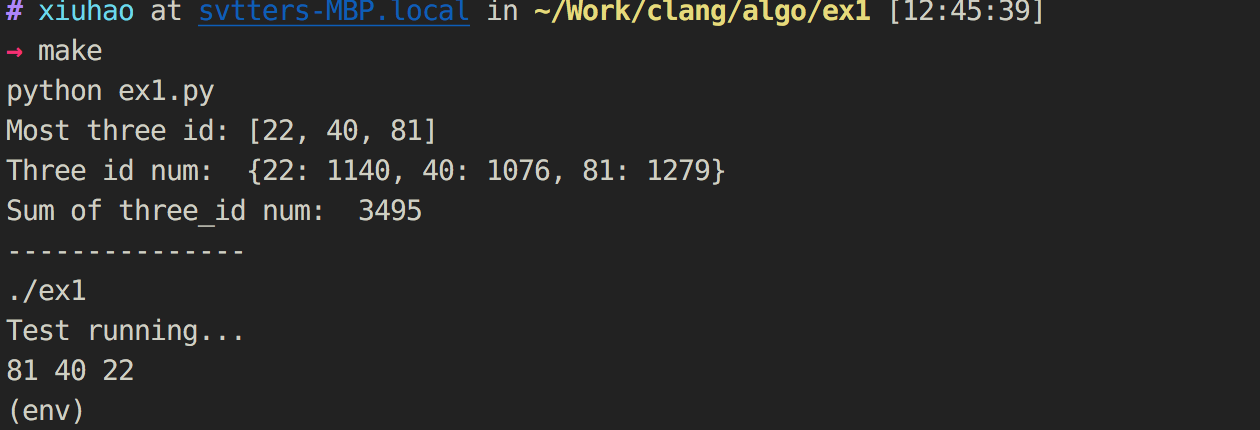 # xiuhao at svtters-MBP.local in ~/Work/clang/algo/ex1 [12:45:39]
→ make
python ex1.py
Most three id: [22, 40, 81]
Three id num:  {22: 1140, 40: 1076, 81: 1279}
Sum of three_id num:  3495
---------------
./ex1
Test running...
81 40 22
(env)